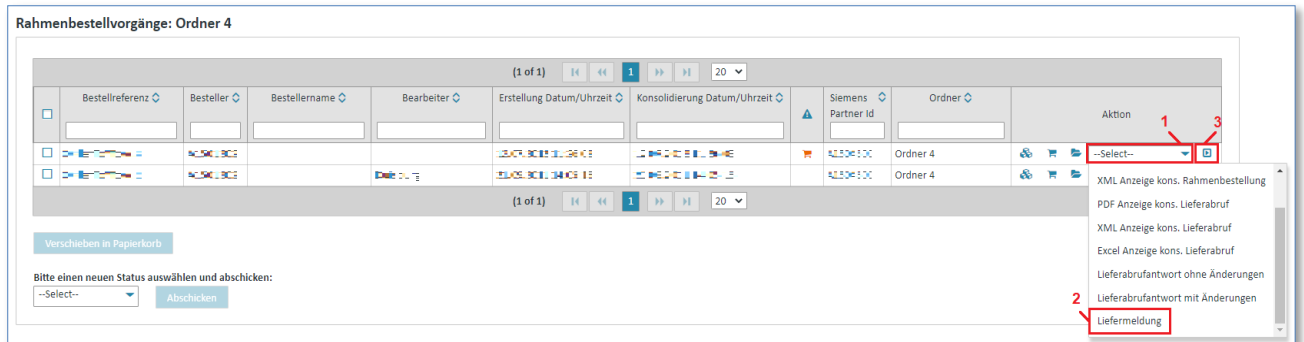 Rahmenbestellvorgänge: Ordner 4
(1 of 1) 1 20
Bestellreferenz Besteller Bestellername Bearbeiter Erstellung Datum/Uhrzeit Konsolidierung Datum/Uhrzeit Siemens Partner Id Ordner Aktion
1 3
Ordner 4 --Select--
Ordner 4
(1 of 1) 1 20
XML Anzeige kons. Rahmenbestellung
PDF Anzeige kons. Lieferabruf
XML Anzeige kons. Lieferabruf
Excel Anzeige kons. Lieferabruf
Lieferabrufantwort ohne Änderungen
Lieferabrufantwort mit Änderungen
2 Liefermeldung
Verschieben in Papierkorb
Bitte einen neuen Status auswählen und abschicken:
--Select-- Abschicken